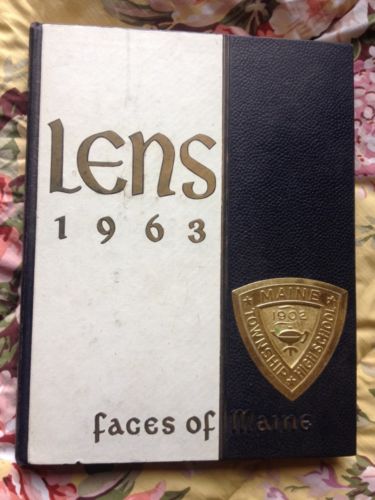 Lens
1963
MAINE
1902
TOWNSHIP HIGH SCHOOL
faces of maine